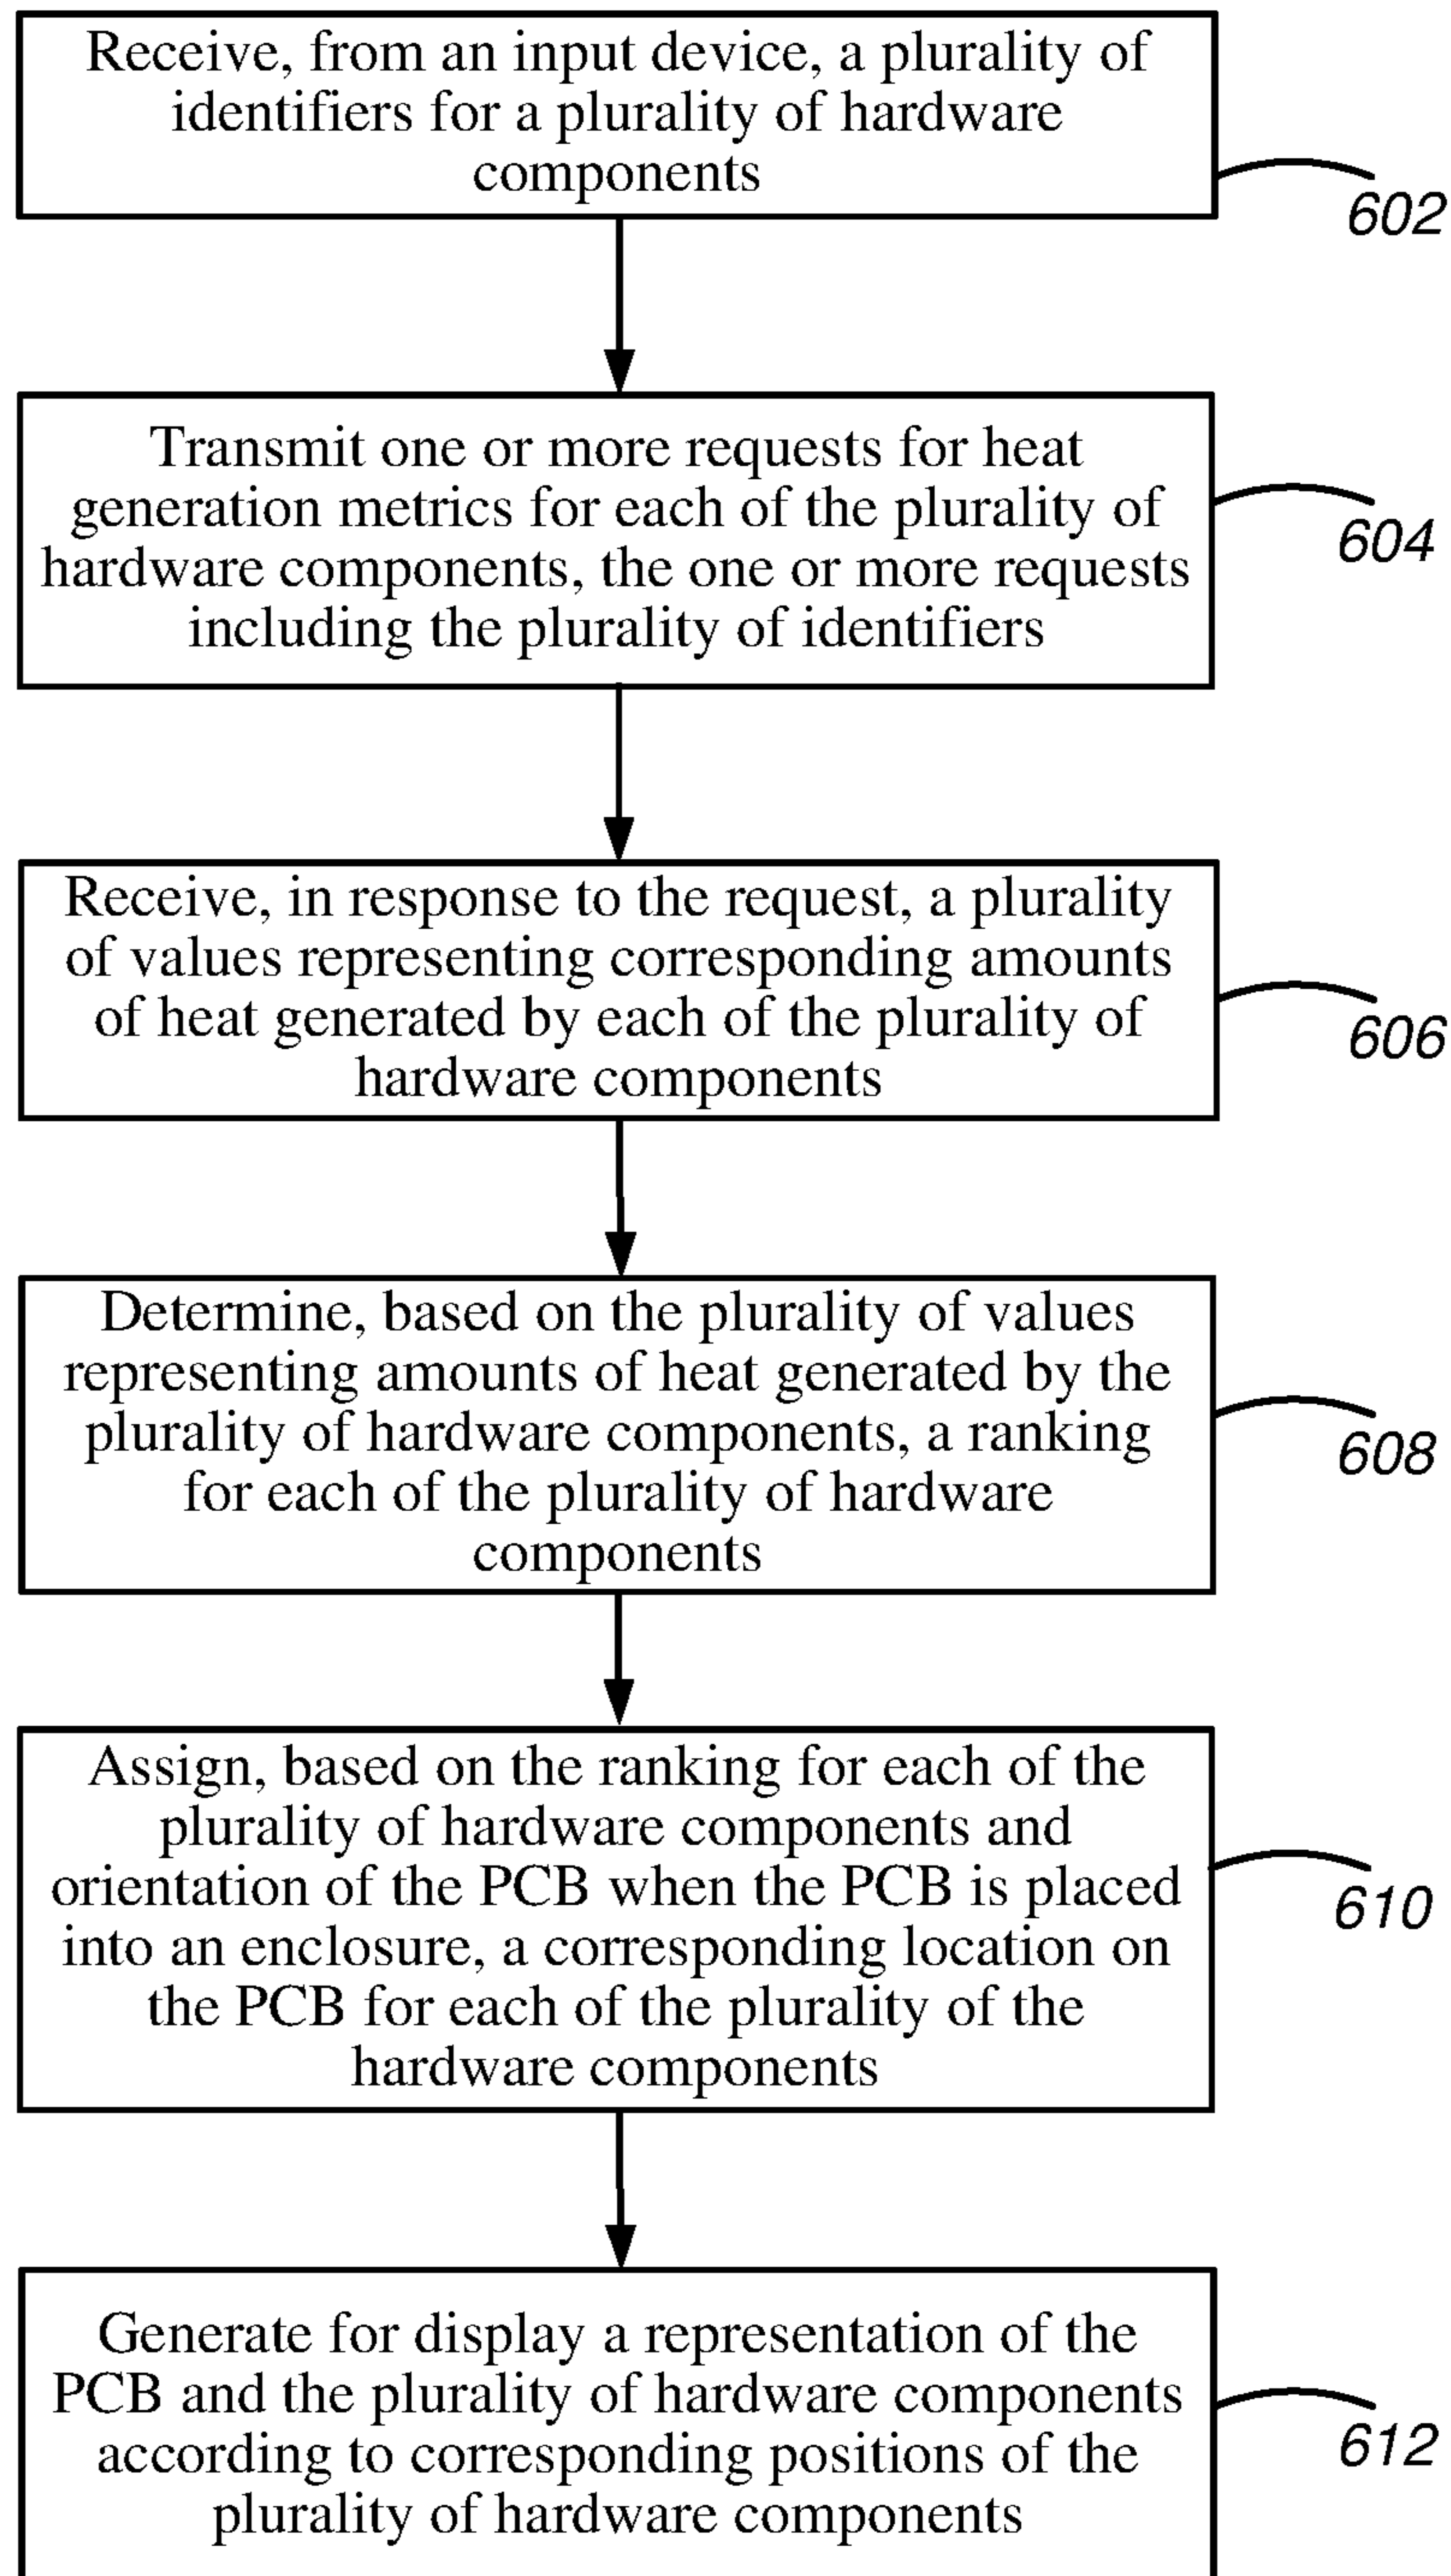 Receive, from an input device, a plurality of
identifiers for a plurality of hardware
components
602
Transmit one or more requests for heat
generation metrics for each of the plurality of
hardware components, the one or more requests
including the plurality of identifiers
604
Receive, in response to the request, a plurality
of values representing corresponding amounts
of heat generated by each of the plurality of
hardware components
606
Determine, based on the plurality of values
representing amounts of heat generated by the
plurality of hardware components, a ranking
for each of the plurality of hardware
components
608
Assign, based on the ranking for each of the
plurality of hardware components and
orientation of the PCB when the PCB is placed
into an enclosure, a corresponding location on
the PCB for each of the plurality of the
hardware components
610
Generate for display a representation of the
PCB and the plurality of hardware components
according to corresponding positions of the
plurality of hardware components
612